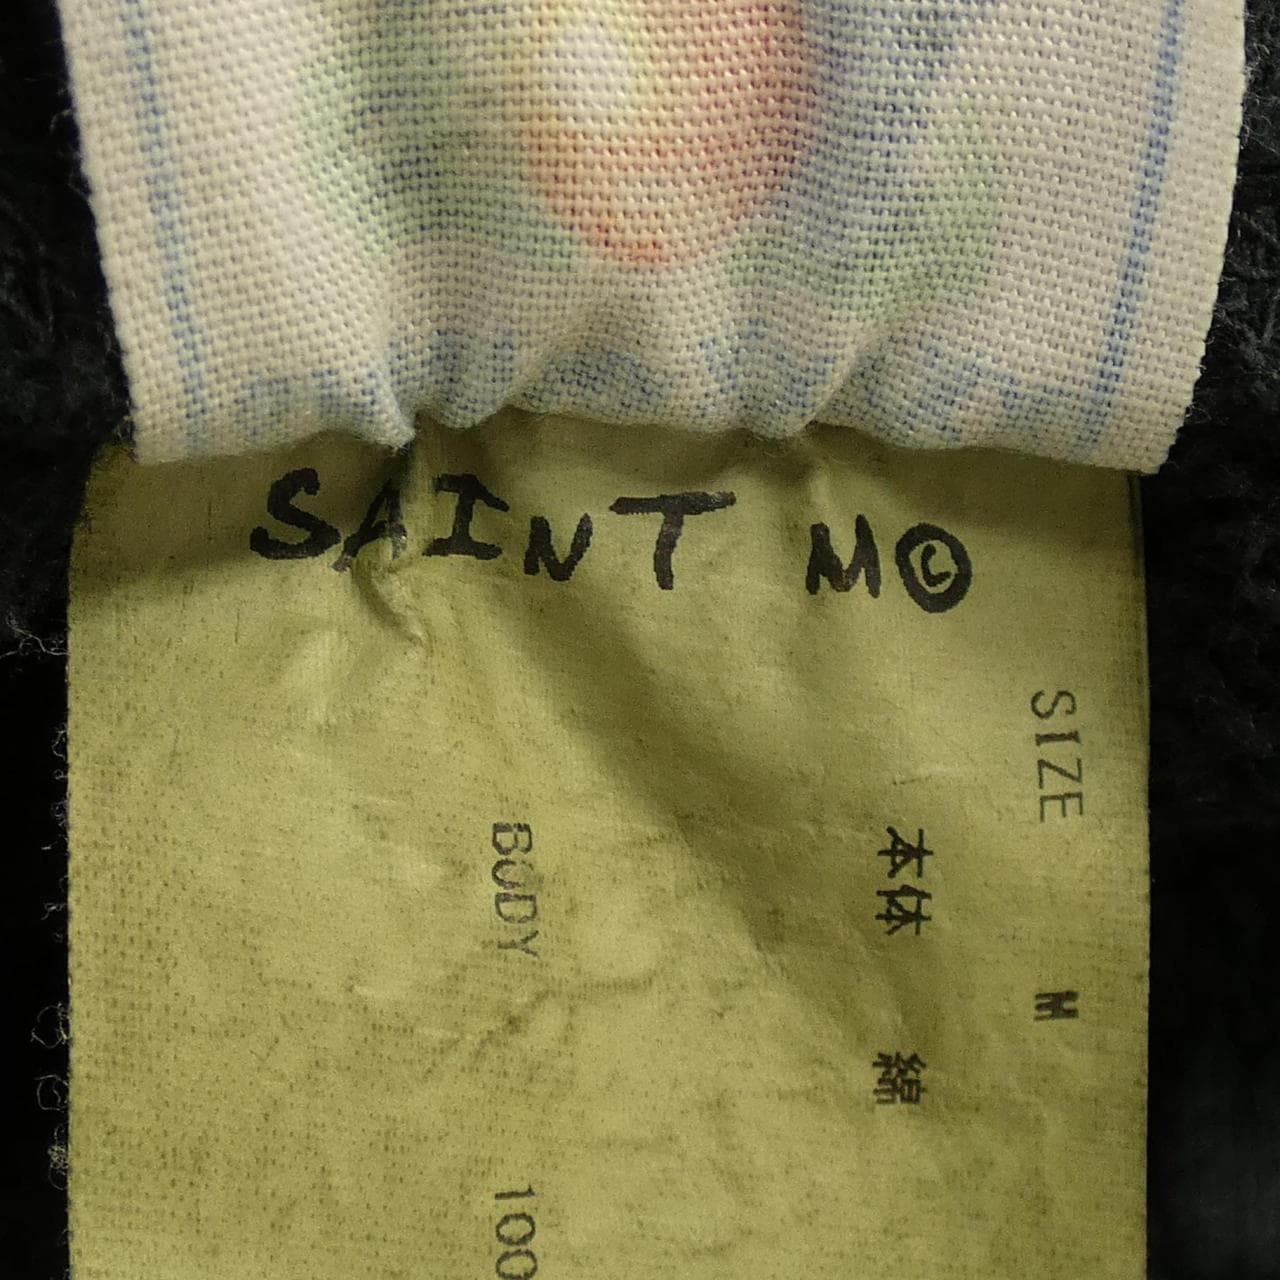 SAINT M©
SIZE M
本体 綿
BODY 100